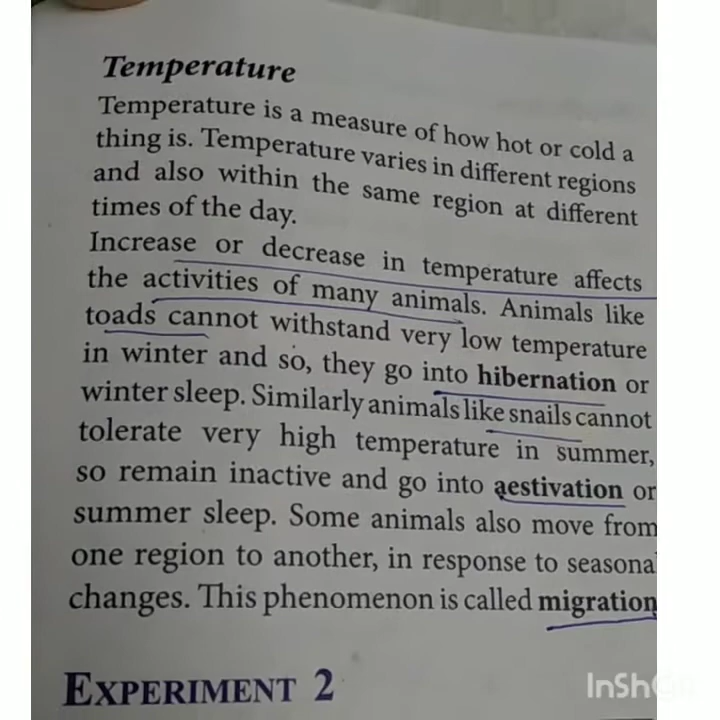 Temperature
Temperature is a measure of how hot or cold a
thing is. Temperature varies in different regions
and also within the same region at different
times of the day.
Increase or decrease in temperature affects
the activities of many animals. Animals like
toads cannot withstand very low temperature
in winter and so, they go into hibernation or
winter sleep. Similarly animals like snails cannot
tolerate very high temperature in summer,
so remain inactive and go into aestivation or
summer sleep. Some animals also move from
one region to another, in response to seasonal
changes. This phenomenon is called migration
EXPERIMENT 2